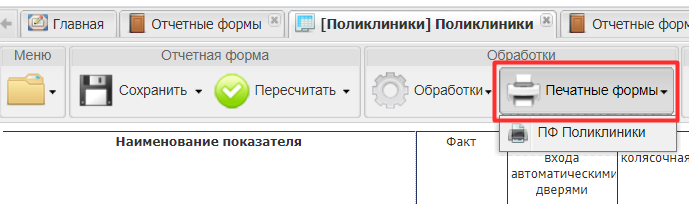 Главная
Отчетные формы
[Поликлиники] Поликлиники
Отчетные форм
Меню
Отчетная форма
Обработки
Сохранить
Пересчитать
Обработки
Печатные формы
ПФ Поликлиники
Наименование показателя
Факт
входа
автоматическими
дверями
колясочная